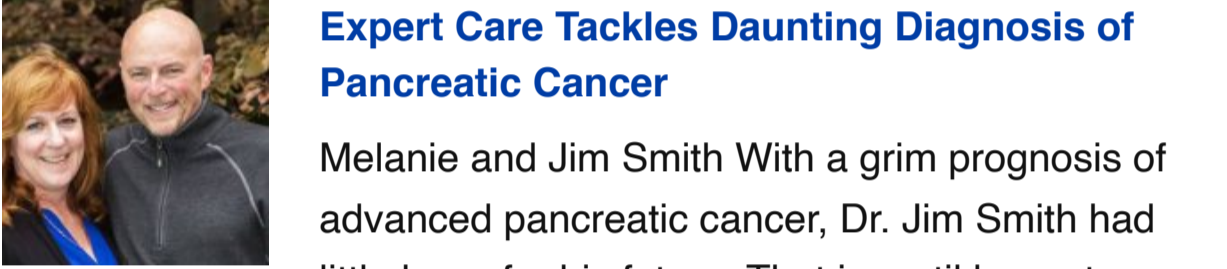 Expert Care Tackles Daunting Diagnosis of
Pancreatic Cancer
Melanie and Jim Smith With a grim prognosis of
advanced pancreatic cancer, Dr. Jim Smith had